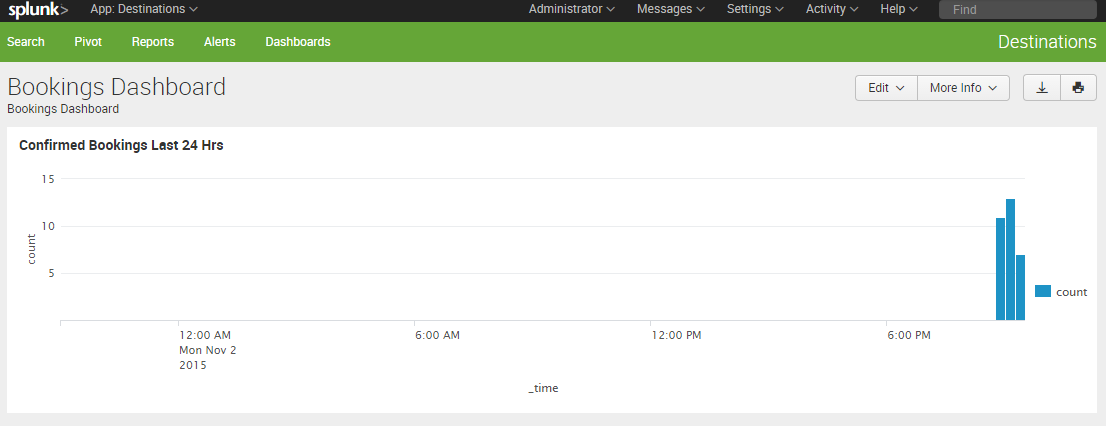 splunk> App: Destinations Administrator Messages Settings Activity Help Find
Search Pivot Reports Alerts Dashboards Destinations
Bookings Dashboard Edit More Info
Bookings Dashboard
Confirmed Bookings Last 24 Hrs
15
10
5
count
count
12:00 AM 6:00 AM 12:00 PM 6:00 PM
Mon Nov 2
2015
_time